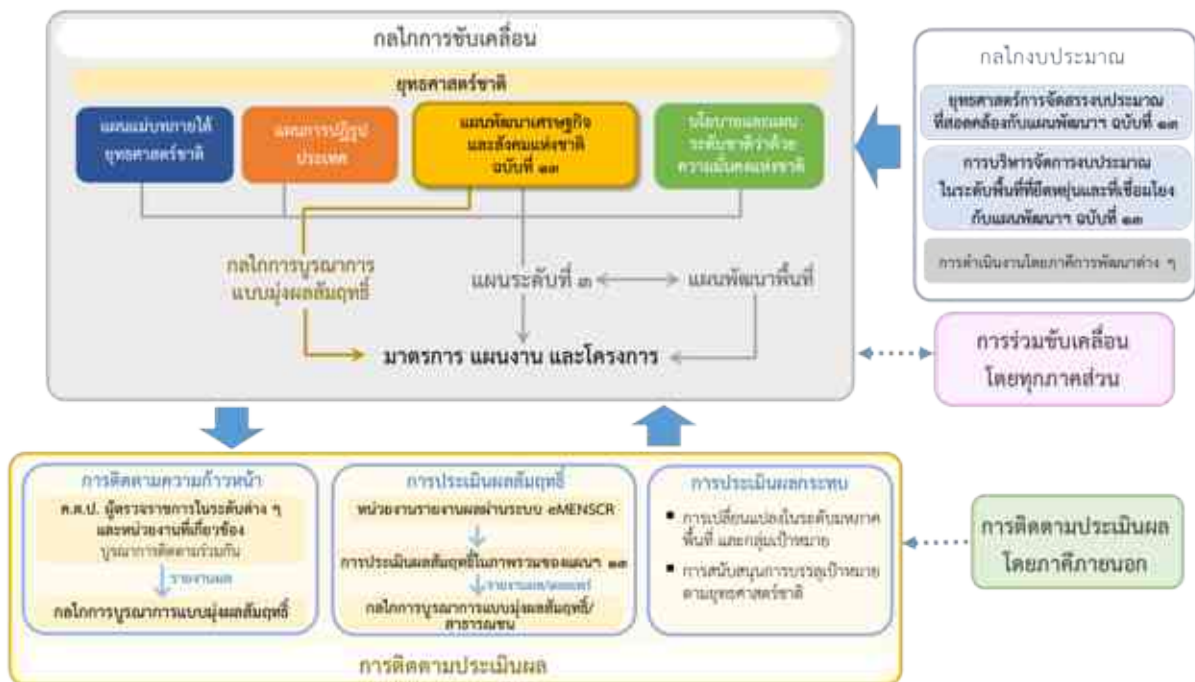 กลไกการขับเคลื่อน
ยุทธศาสตร์ชาติ
แผนแม่บทภายใต้
ยุทธศาสตร์ชาติ
แผนการปฏิรูป
ประเทศ
แผนพัฒนาเศรษฐกิจ
และสังคมแห่งชาติ
ฉบับที่ ๑๓
นโยบายและแผน
ระดับชาติว่าด้วย
ความมั่นคงแห่งชาติ
กลไกการบูรณาการ
แบบมุ่งผลสัมฤทธิ์
แผนระดับที่ ๓
แผนพัฒนาพื้นที่
มาตรการ แผนงาน และโครงการ
กลไกงบประมาณ
ยุทธศาสตร์การจัดสรรงบประมาณ
ที่สอดคล้องกับแผนพัฒนาฯ ฉบับที่ ๑๓
การบริหารจัดการงบประมาณ
ในระดับพื้นที่ที่ยืดหยุ่นและที่เชื่อมโยง
กับแผนพัฒนาฯ ฉบับที่ ๑๓
การดำเนินงานโดยภาคีการพัฒนาต่าง ๆ
การร่วมขับเคลื่อน
โดยทุกภาคส่วน
การติดตามความก้าวหน้า
ค.ต.ป. ผู้ตรวจราชการในระดับต่าง ๆ
และหน่วยงานที่เกี่ยวข้อง
บูรณาการติดตามร่วมกัน
รายงานผล
กลไกการบูรณาการแบบมุ่งผลสัมฤทธิ์
การประเมินผลสัมฤทธิ์
หน่วยงานรายงานผลผ่านระบบ eMENSCR
การประเมินผลสัมฤทธิ์ในภาพรวมของแผนฯ ๑๓
รายงานผล/เผยแพร่
กลไกการบูรณาการแบบมุ่งผลสัมฤทธิ์/
สาธารณชน
การประเมินผลกระทบ
▪ การเปลี่ยนแปลงในระดับมหภาค
พื้นที่ และกลุ่มเป้าหมาย
▪ การสนับสนุนการบรรลุเป้าหมาย
ตามยุทธศาสตร์ชาติ
การติดตามประเมินผล
โดยภาคีภายนอก
การติดตามประเมินผล